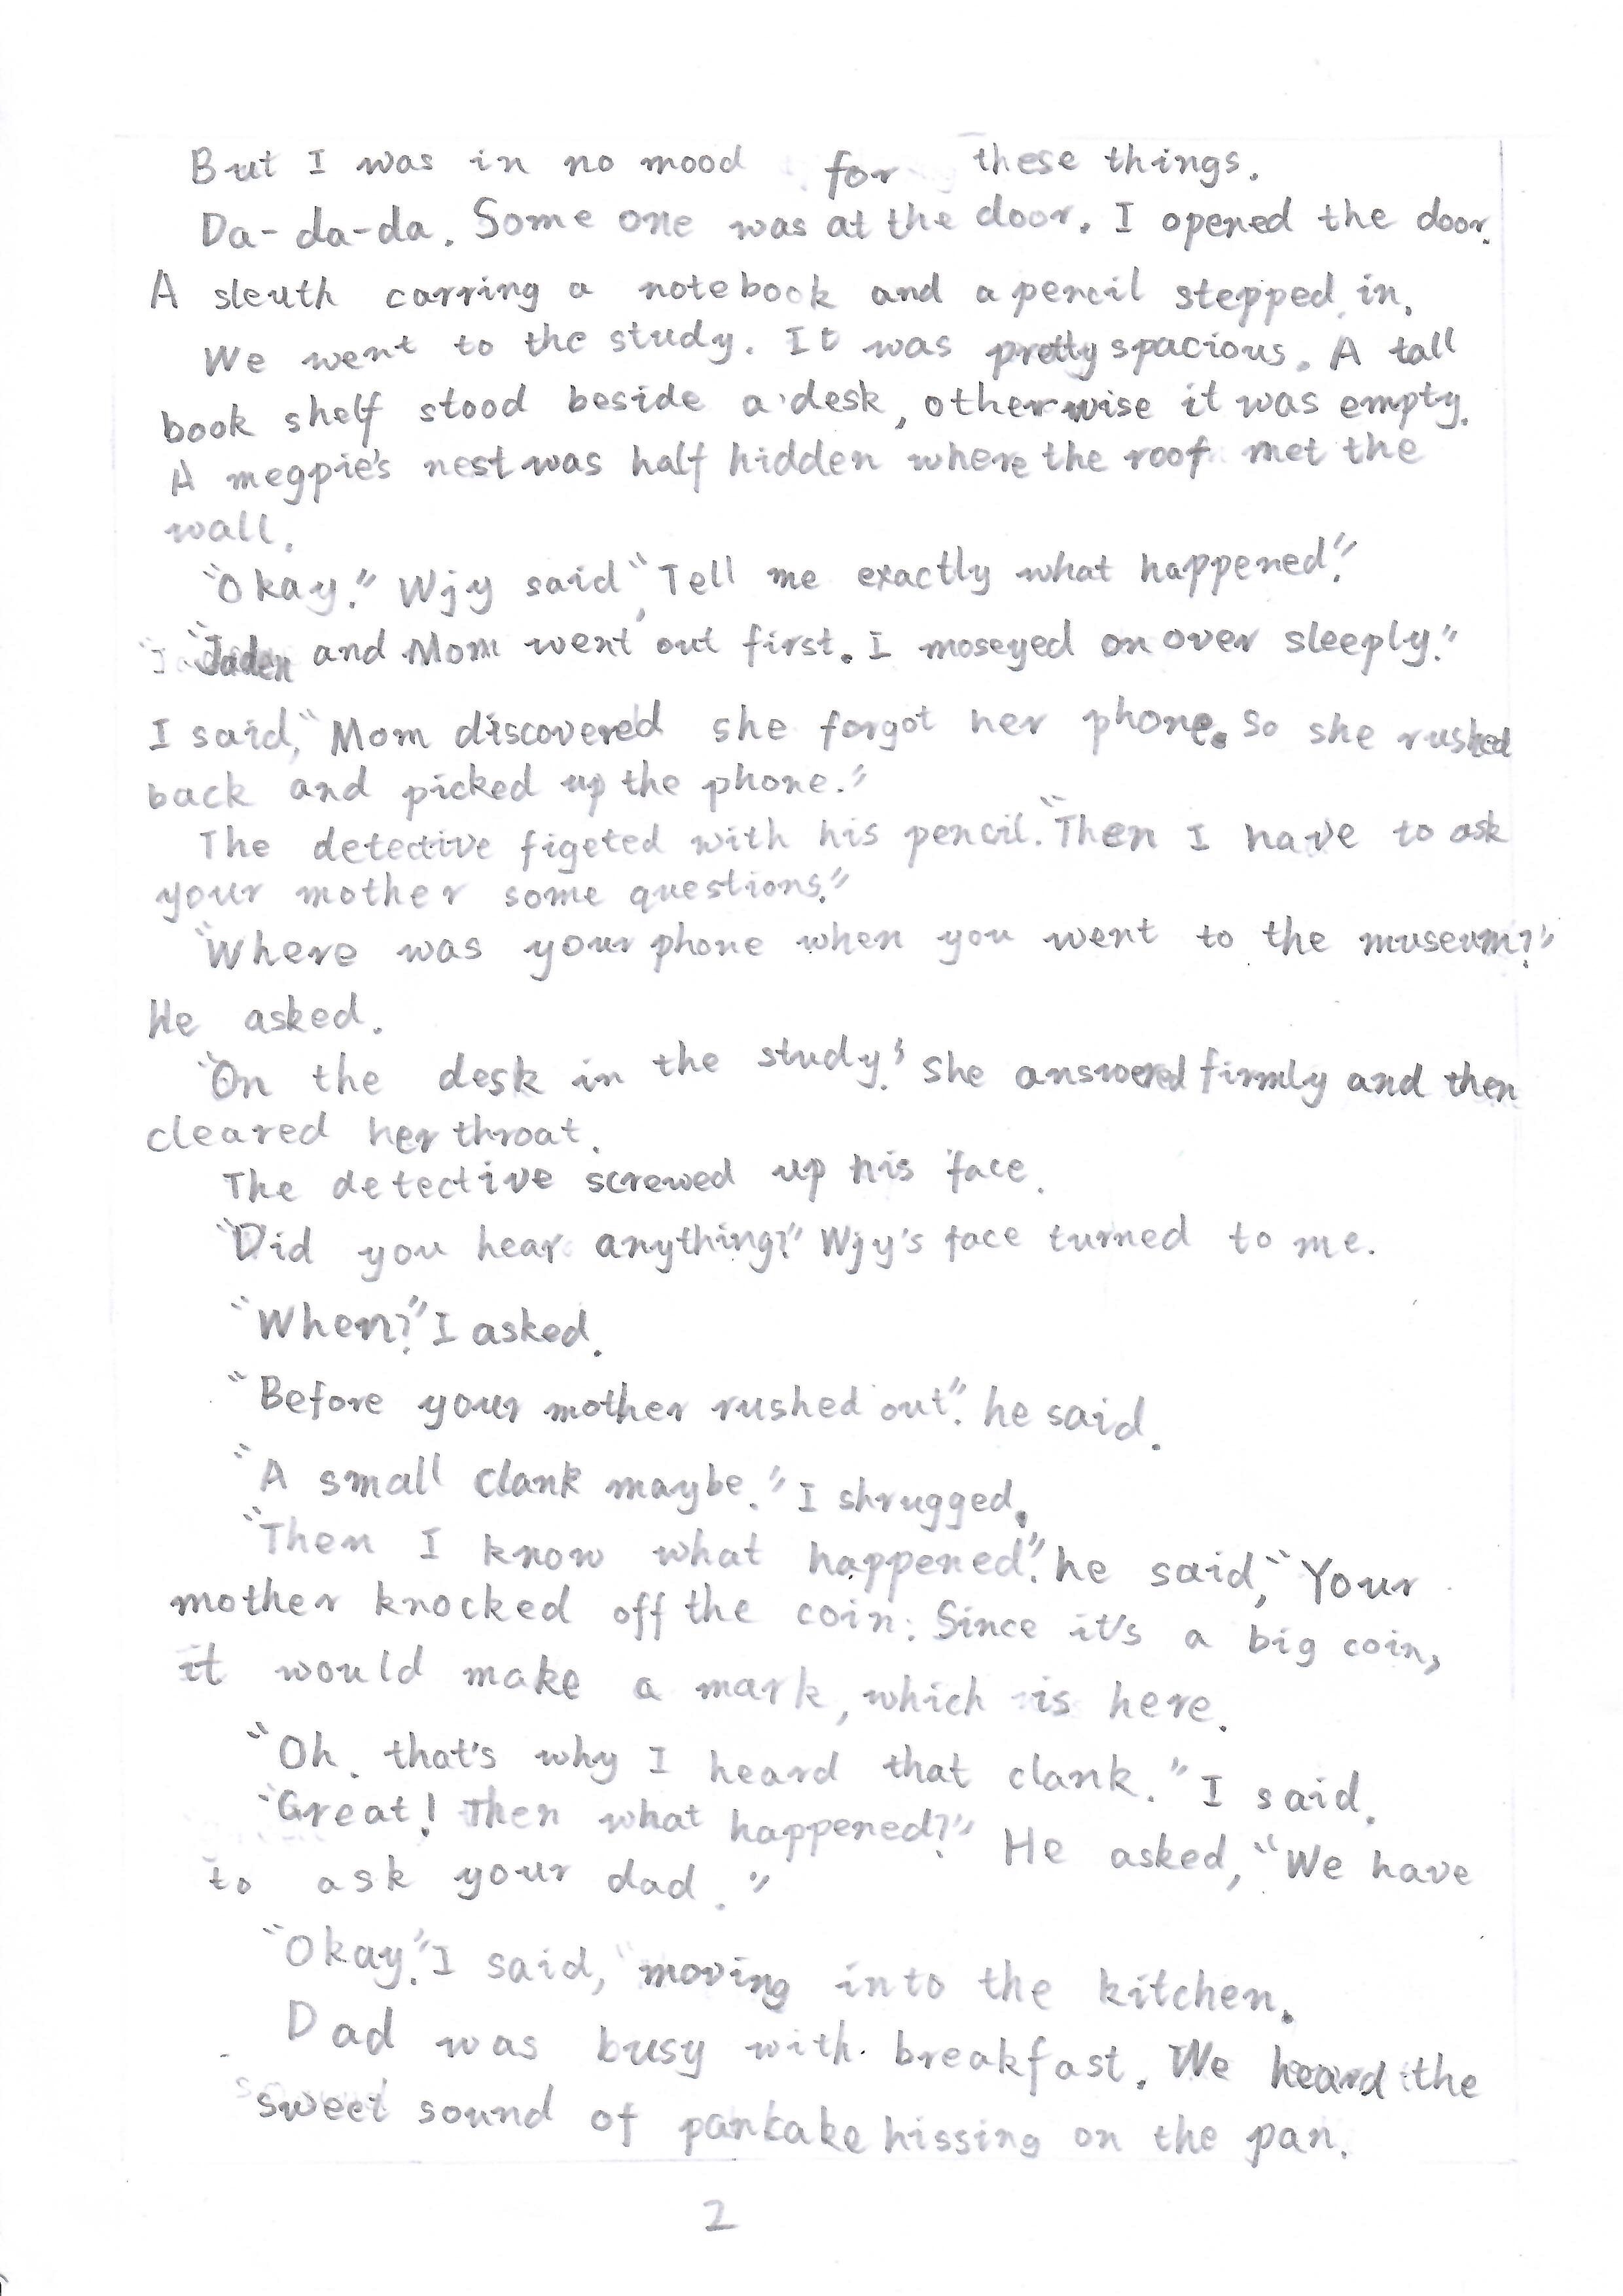 But I was in no mood for these things.
Da-da-da. Some one was at the door. I opened the door.
A sleuth carring a notebook and a pencil stepped in.
We went to the study. It was pretty spacious. A tall
book shelf stood beside a desk, otherwise it was empty.
A megpie's nest was half hidden where the roof met the
wall.
"Okay." Wjy said, "Tell me exactly what happened."
"Jaden and Mom went out first. I moseyed on over sleeply."
I said, "Mom discovered she forgot her phone. So she rushed
back and picked up the phone."
The detective figeted with his pencil. "Then I have to ask
your mother some questions."
"Where was your phone when you went to the museum?"
He asked.
"On the desk in the study." She answered firmly and then
cleared her throat.
The detective screwed up his face.
"Did you hear anything?" Wjy's face turned to me.
"When?" I asked.
"Before your mother rushed out." he said.
"A small clank maybe." I shrugged.
"Then I know what happened." he said, "Your
mother knocked off the coin. Since it's a big coin,
it would make a mark, which is here.
"Oh. that's why I heard that clank." I said.
"Great! Then what happened?" He asked, "We have
to ask your dad."
"Okay." I said, "moving into the kitchen.
Dad was busy with breakfast. We heard the
sweet sound of pankake hissing on the pan.
2